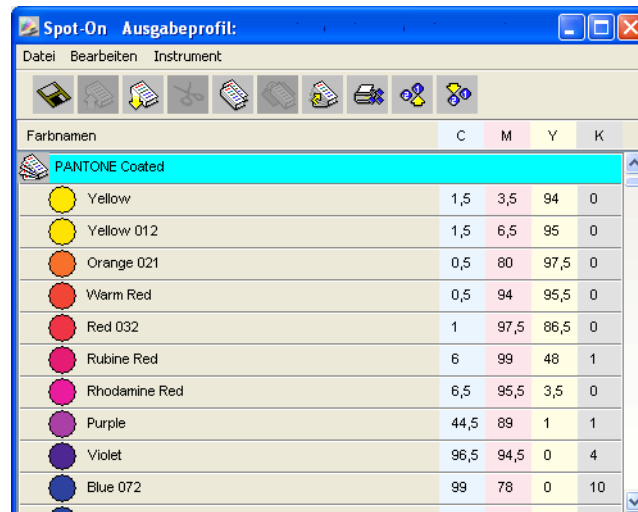 Spot-On Ausgabeprofil:
Datei Bearbeiten Instrument
Farbnamen C M Y K
PANTONE Coated
Yellow 1,5 3,5 94 0
Yellow 012 1,5 6,5 95 0
Orange 021 0,5 80 97,5 0
Warm Red 0,5 94 95,5 0
Red 032 1 97,5 86,5 0
Rubine Red 6 99 48 1
Rhodamine Red 6,5 95,5 3,5 0
Purple 44,5 89 1 1
Violet 96,5 94,5 0 4
Blue 072 99 78 0 10